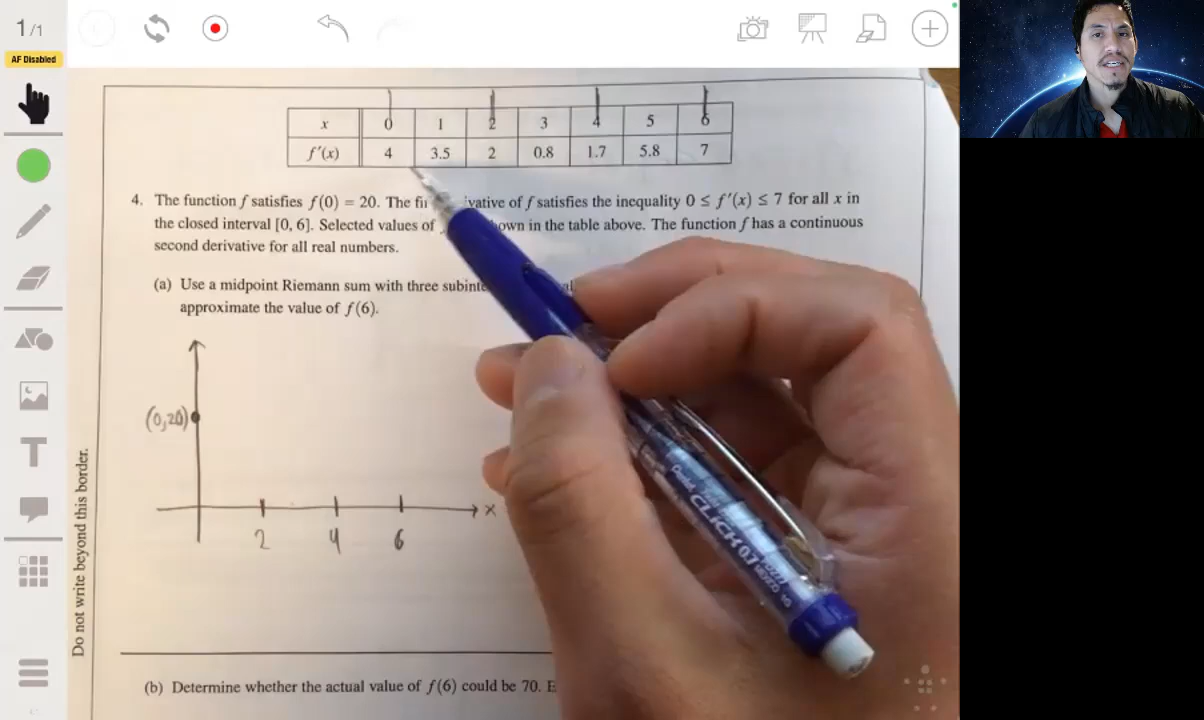 1/1
AF Disabled
x 0 1 2 3 4 5 6
f′(x) 4 3.5 2 0.8 1.7 5.8 7
4. The function f satisfies f(0) = 20. The fi ivative of f satisfies the inequality 0 ≤ f′(x) ≤ 7 for all x in
the closed interval [0, 6]. Selected values of own in the table above. The function f has a continuous
second derivative for all real numbers.
(a) Use a midpoint Riemann sum with three subinte
approximate the value of f(6).
(0,20)
x
2 4 6
Do not write beyond this border.
(b) Determine whether the actual value of f(6) could be 70. E
T
Pentel
CLICK 0.7
MEXICO